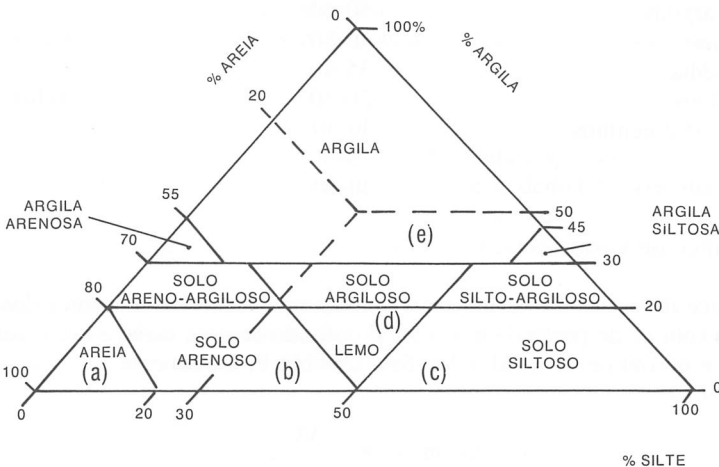 0
100%
% AREIA
% ARGILA
20
ARGILA
55
ARGILA
ARENOSA
50
45
ARGILA
SiLTOSA
(e)
70
30
SOLO
ARENO-ARGILOSO
SOLO
ARGILOSO
SOLO
SILTO-ARGILOSO
80
20
(d)
AREIA
(a)
SOLO
ARENOSO
(b)
LEMO
(c)
SOLO
SILTOSO
100
0
0
20
30
50
100
% SILTE